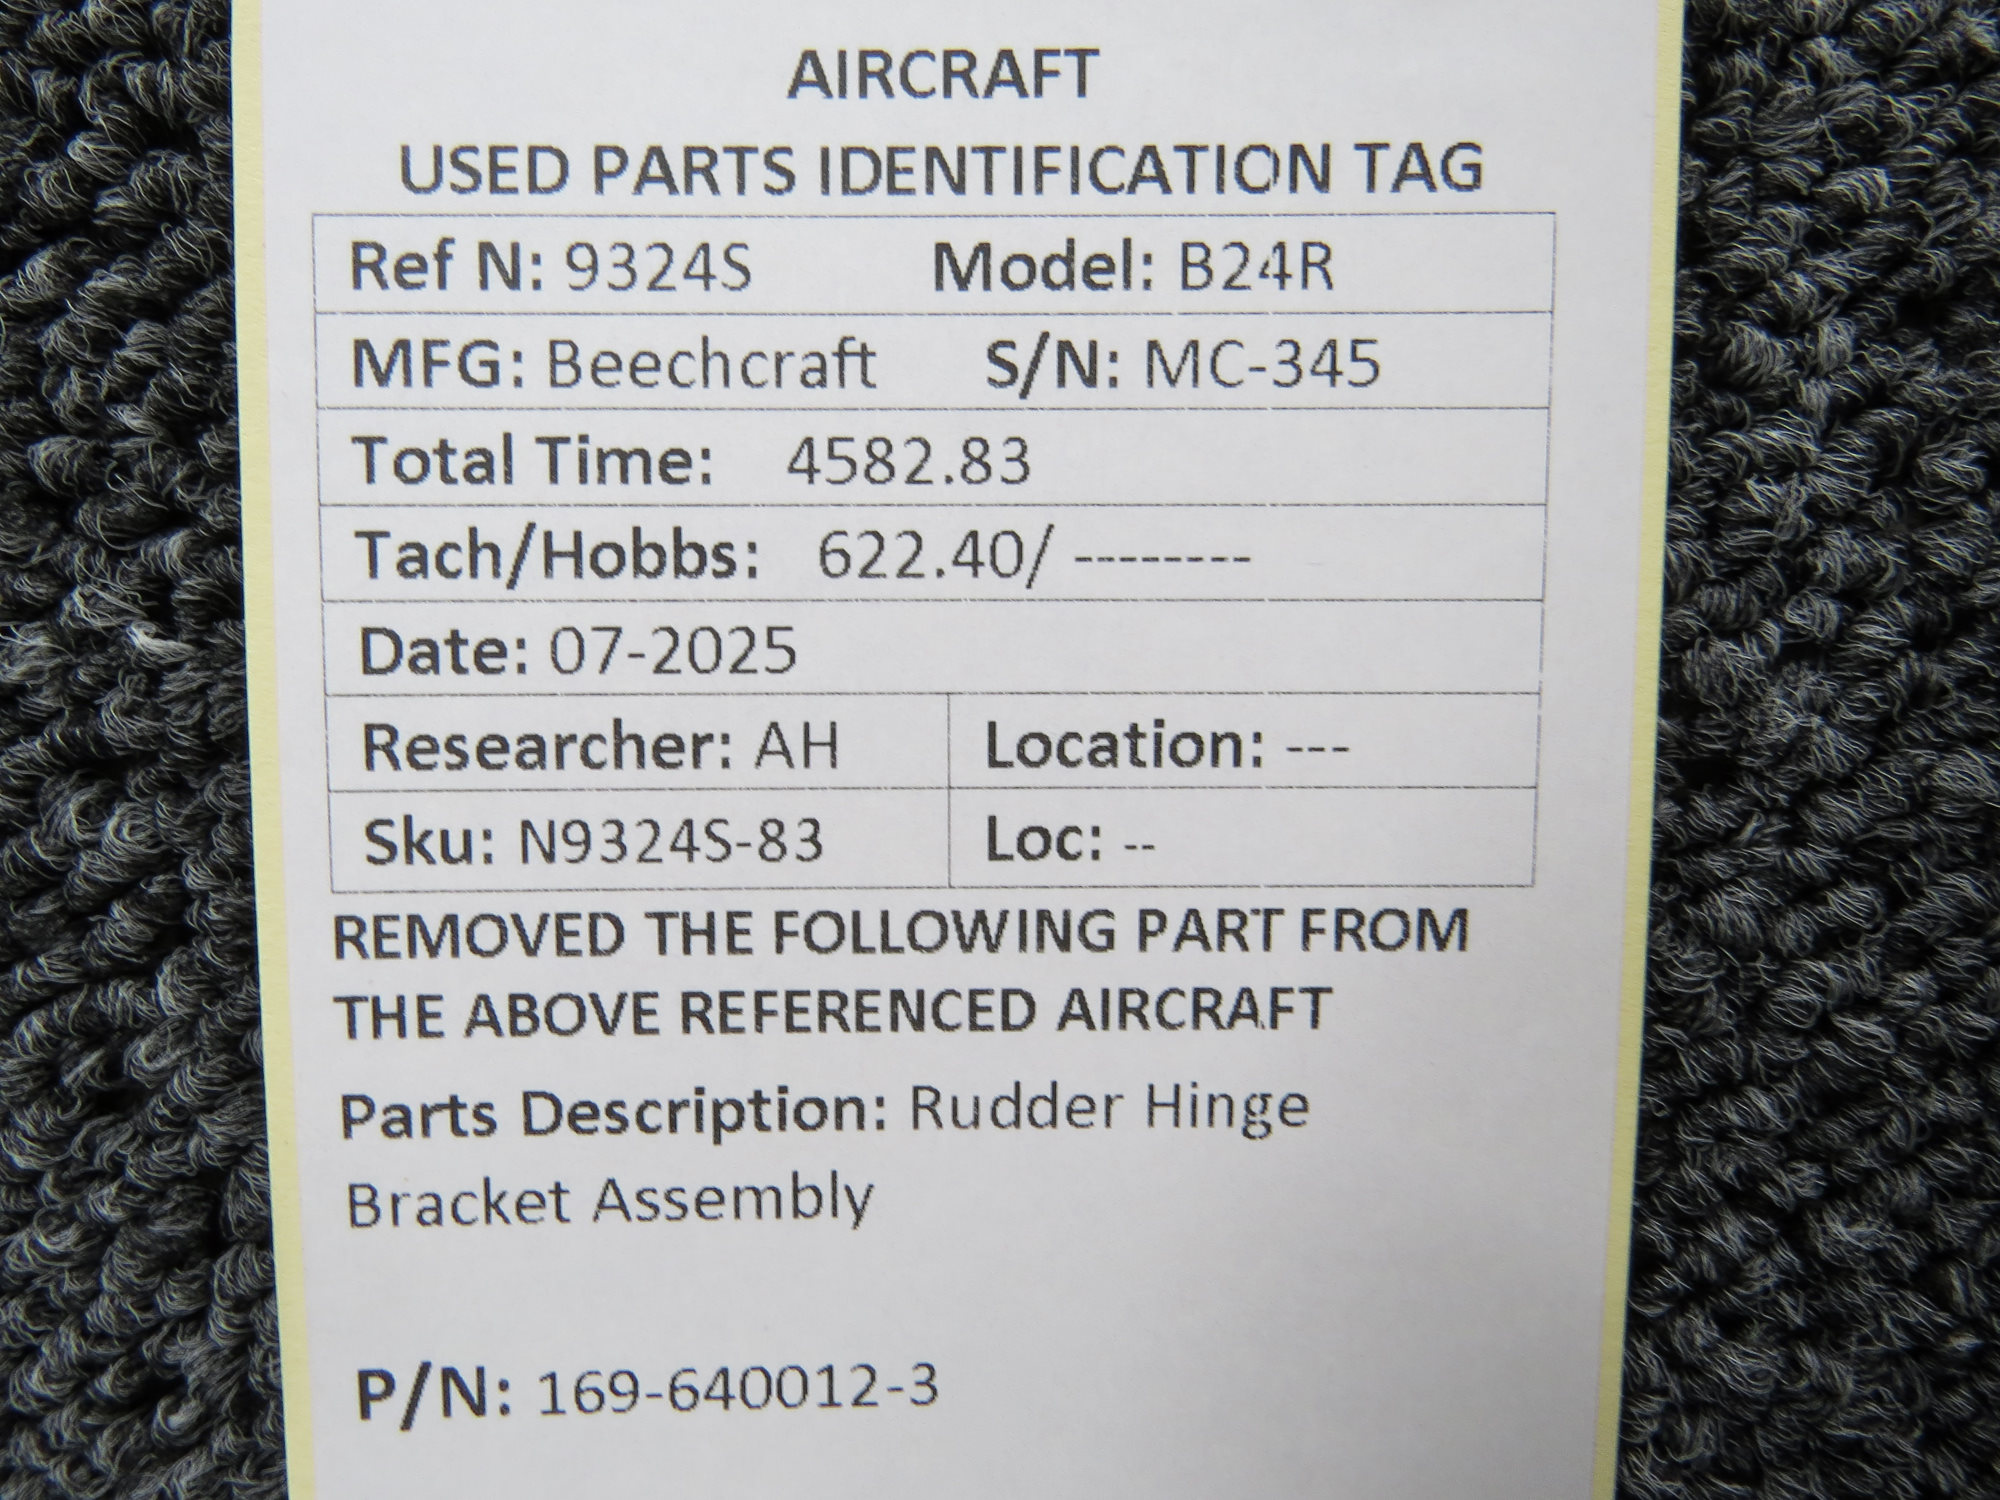 AIRCRAFT
USED PARTS IDENTIFICATION TAG
Ref N: 9324S Model: B24R
MFG: Beechcraft S/N: MC-345
Total Time: 4582.83
Tach/Hobbs: 622.40/ --------
Date: 07-2025
Researcher: AH Location: ---
Sku: N9324S-83 Loc: --
REMOVED THE FOLLOWING PART FROM
THE ABOVE REFERENCED AIRCRAFT
Parts Description: Rudder Hinge
Bracket Assembly
P/N: 169-640012-3